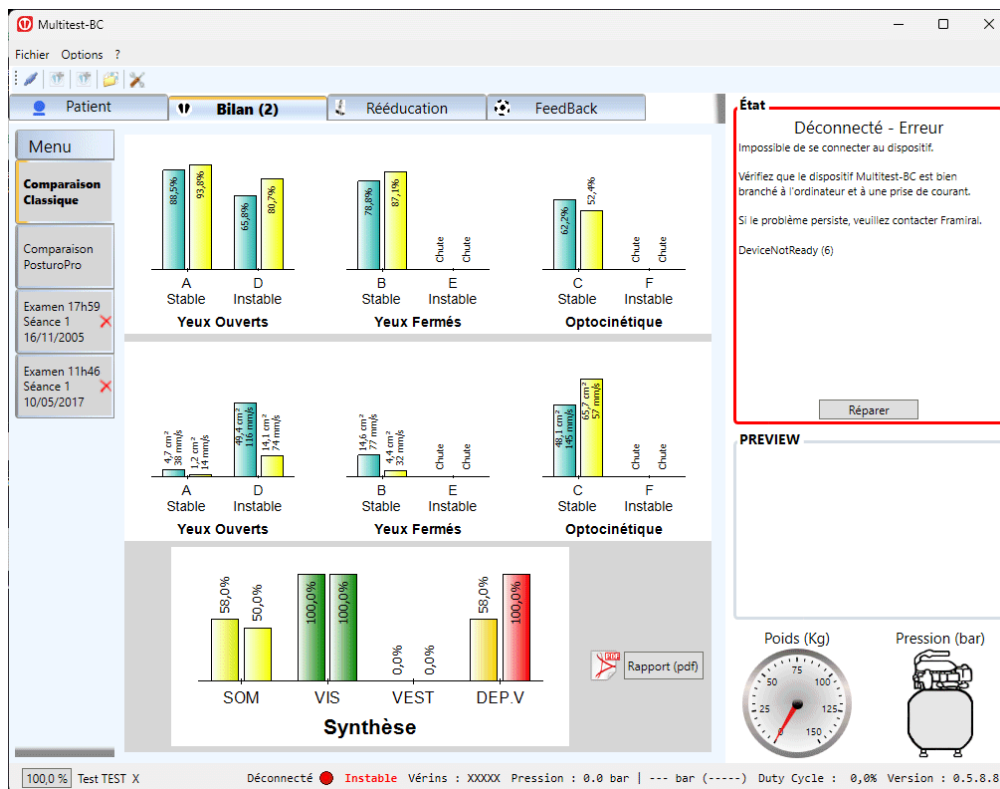 Multitest-BC
Fichier Options ?
Patient
Bilan (2)
Rééducation
FeedBack
Menu
Comparaison
Classique
Comparaison
PosturoPro
Examen 17h59
Séance 1
16/11/2005
Examen 11h46
Séance 1
10/05/2017
88,5% 93,8% 65,8% 80,7% 78,8% 87,1% Chute Chute 62,2% 52,4% Chute Chute
A D B E C F
Stable Instable Stable Instable Stable Instable
Yeux Ouverts Yeux Fermés Optocinétique
4,7 cm² 38 mm/s
1,2 cm² 14 mm/s
49,4 cm² 116 mm/s
14,1 cm² 74 mm/s
14,6 cm² 77 mm/s
4,4 cm² 32 mm/s
Chute Chute
48,1 cm² 145 mm/s
65,7 cm² 57 mm/s
Chute Chute
A D B E C F
Stable Instable Stable Instable Stable Instable
Yeux Ouverts Yeux Fermés Optocinétique
58,0% 50,0% 100,0% 100,0% 0,0% 0,0% 58,0% 100,0%
SOM VIS VEST DEP.V
Synthèse
PDF
Rapport (pdf)
État
Déconnecté - Erreur
Impossible de se connecter au dispositif.
Vérifiez que le dispositif Multitest-BC est bien
branché à l'ordinateur et à une prise de courant.
Si le problème persiste, veuillez contacter Framiral.
DeviceNotReady (6)
Réparer
PREVIEW
Poids (Kg)
0 25 50 75 100 125 150
Pression (bar)
100,0 % Test TEST X Déconnecté Instable Vérins : XXXXX Pression : 0.0 bar | --- bar (-----) Duty Cycle : 0,0% Version : 0.5.8.8